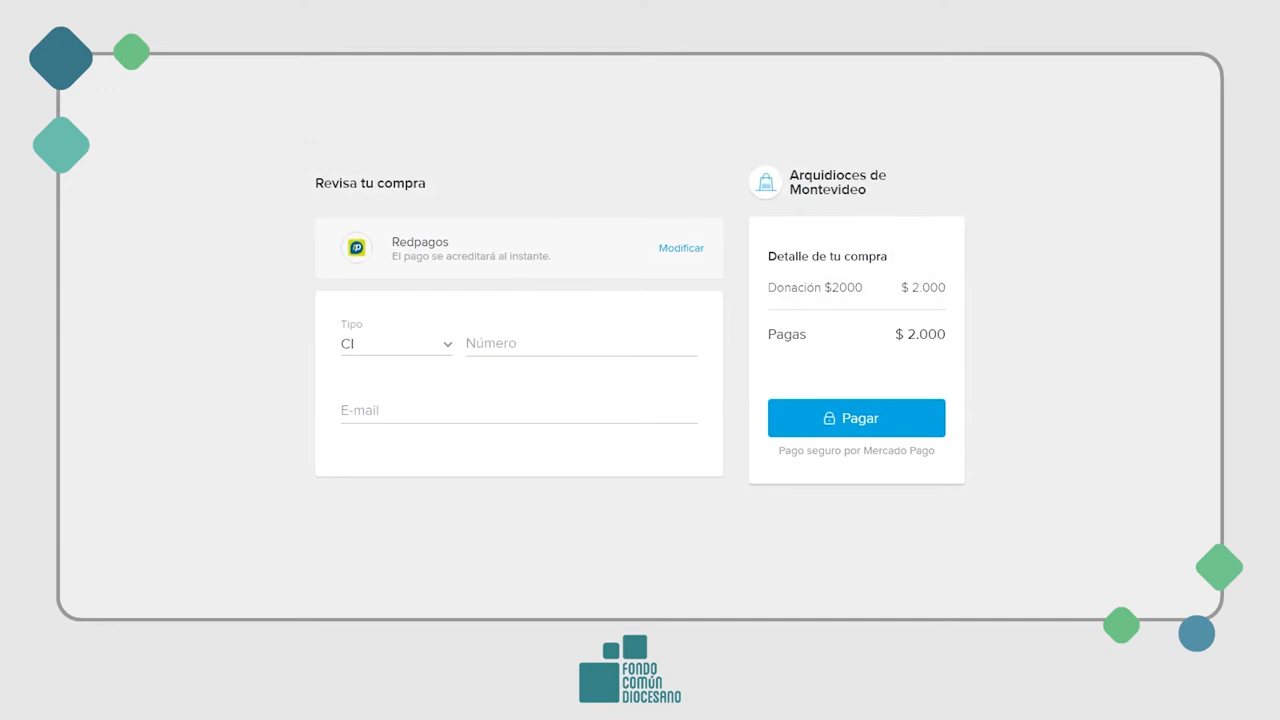 Revisa tu compra
Redpagos
El pago se acreditará al instante.
Modificar
Tipo
CI
Número
E-mail
Arquidioces de
Montevideo
Detalle de tu compra
Donación $2000 $ 2.000
Pagas $ 2.000
Pagar
Pago seguro por Mercado Pago
FONDO
COMÚN
DIOCESANO